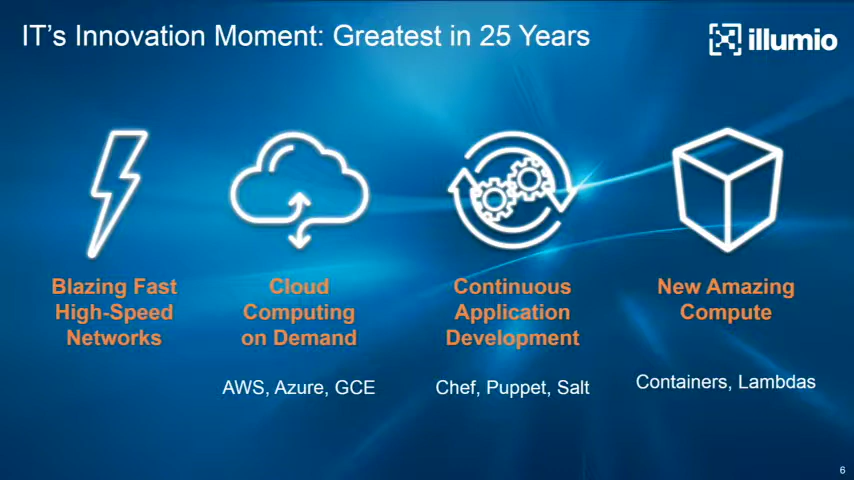 IT's Innovation Moment: Greatest in 25 Years
illumio
Blazing Fast
High-Speed
Networks
Cloud
Computing
on Demand
AWS, Azure, GCE
Continuous
Application
Development
Chef, Puppet, Salt
New Amazing
Compute
Containers, Lambdas
6